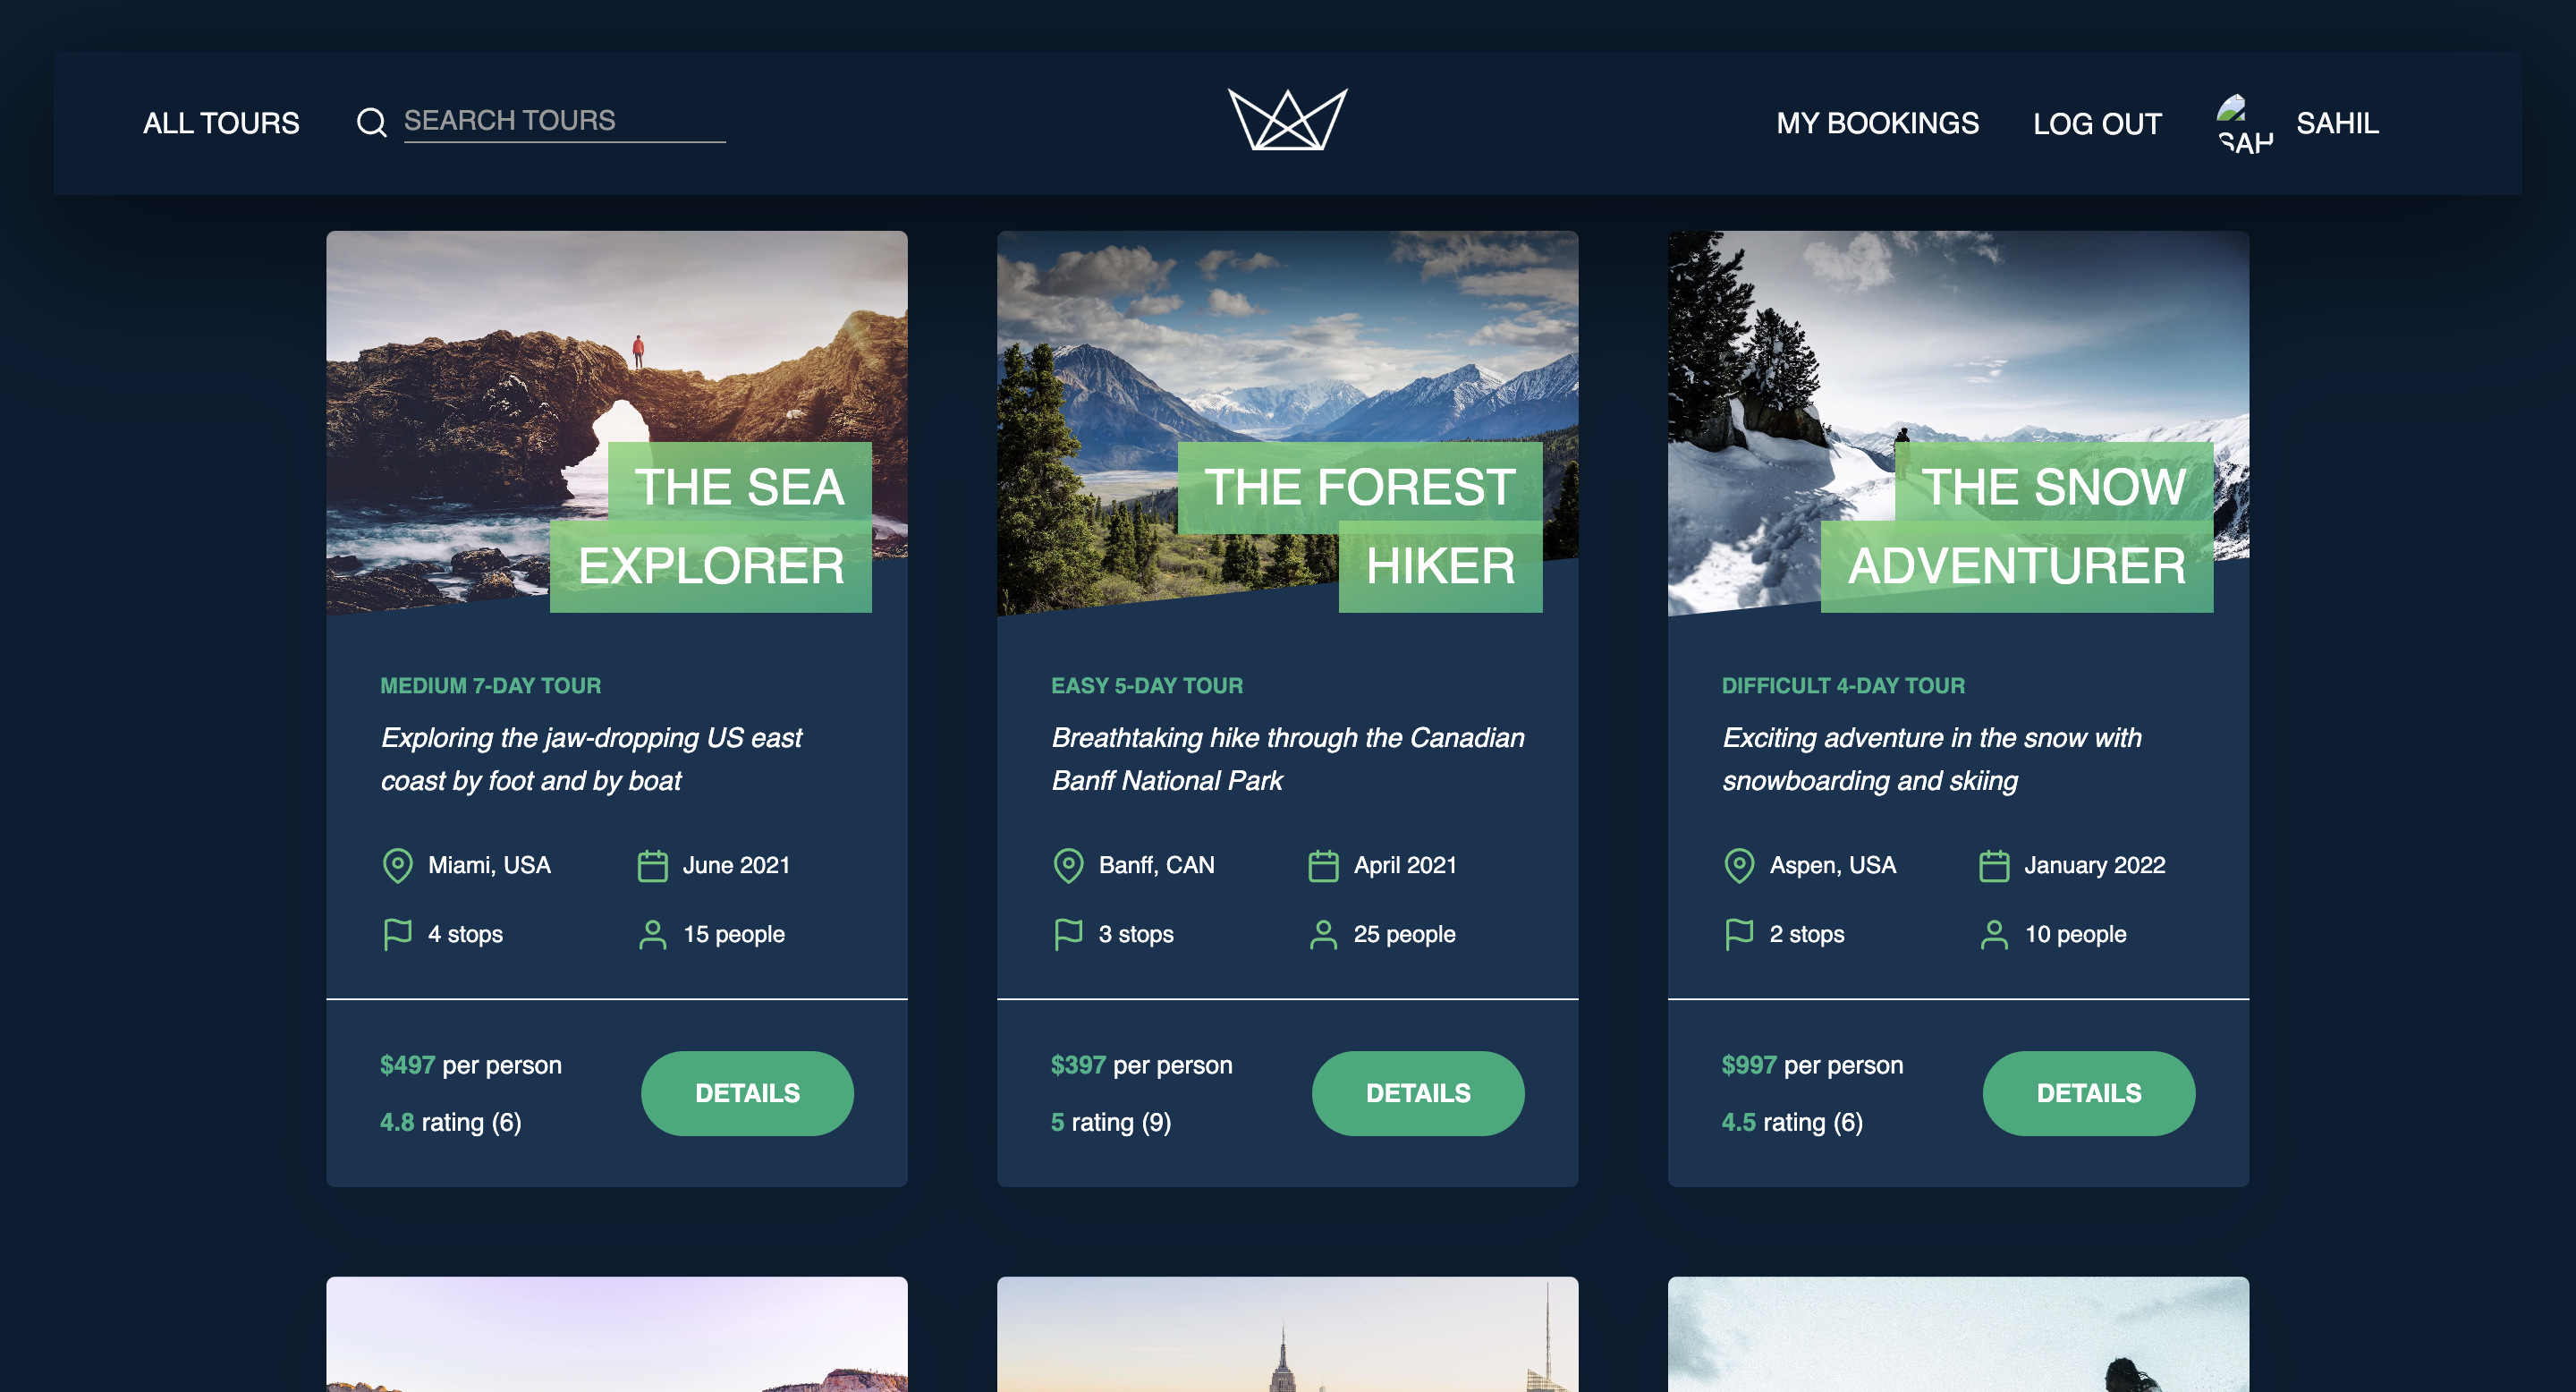 ALL TOURS
SEARCH TOURS
MY BOOKINGS
LOG OUT
SAH
SAHIL
THE SEA
EXPLORER
MEDIUM 7-DAY TOUR
Exploring the jaw-dropping US east
coast by foot and by boat
Miami, USA
June 2021
4 stops
15 people
$497 per person
4.8 rating (6)
DETAILS
THE FOREST
HIKER
EASY 5-DAY TOUR
Breathtaking hike through the Canadian
Banff National Park
Banff, CAN
April 2021
3 stops
25 people
$397 per person
5 rating (9)
DETAILS
THE SNOW
ADVENTURER
DIFFICULT 4-DAY TOUR
Exciting adventure in the snow with
snowboarding and skiing
Aspen, USA
January 2022
2 stops
10 people
$997 per person
4.5 rating (6)
DETAILS